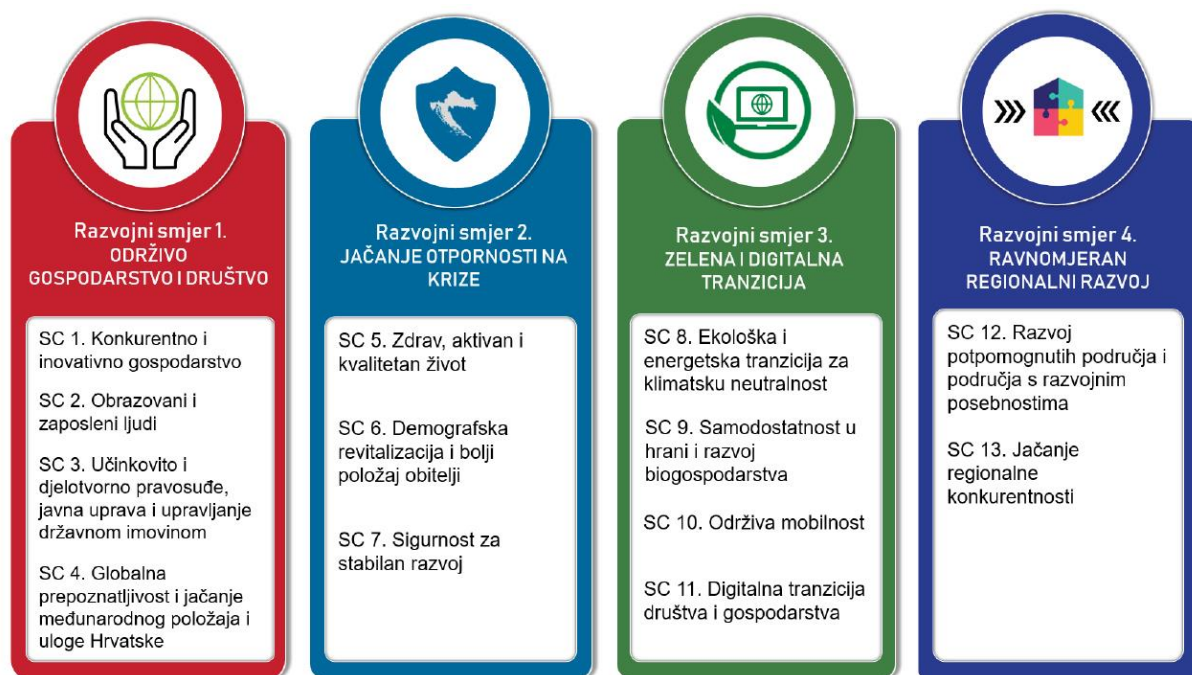 Razvojni smjer 1.
ODRŽIVO
GOSPODARSTVO I DRUŠTVO
SC 1. Konkurentno i
inovativno gospodarstvo
SC 2. Obrazovani i
zaposleni ljudi
SC 3. Učinkovito i
djelotvorno pravosuđe,
javna uprava i upravljanje
državnom imovinom
SC 4. Globalna
prepoznatljivost i jačanje
međunarodnog položaja i
uloge Hrvatske
Razvojni smjer 2.
JAČANJE OTPORNOSTI NA
KRIZE
SC 5. Zdrav, aktivan i
kvalitetan život
SC 6. Demografska
revitalizacija i bolji
položaj obitelji
SC 7. Sigurnost za
stabilan razvoj
Razvojni smjer 3.
ZELENA I DIGITALNA
TRANZICIJA
SC 8. Ekološka i
energetska tranzicija za
klimatsku neutralnost
SC 9. Samodostatnost u
hrani i razvoj
biogospodarstva
SC 10. Održiva mobilnost
SC 11. Digitalna tranzicija
društva i gospodarstva
Razvojni smjer 4.
RAVNOMJERAN
REGIONALNI RAZVOJ
SC 12. Razvoj
potpomognutih područja i
područja s razvojnim
posebnostima
SC 13. Jačanje
regionalne
konkurentnosti